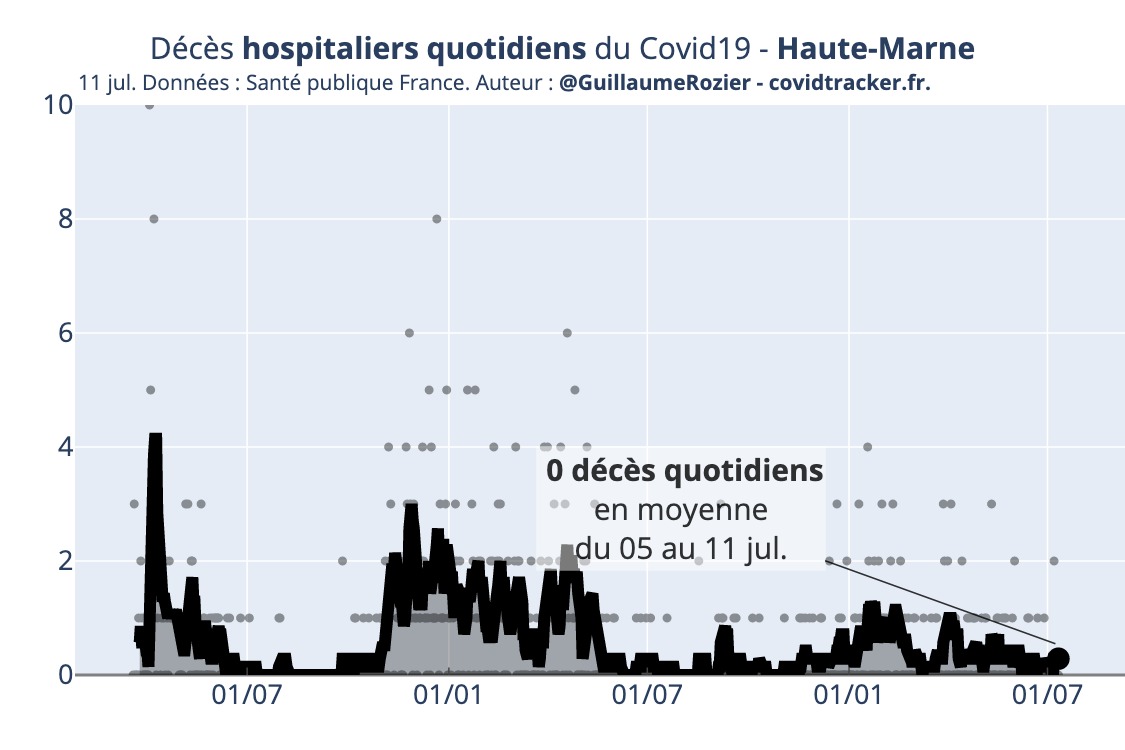 Décès hospitaliers quotidiens du Covid19 - Haute-Marne
11 jul. Données : Santé publique France. Auteur : @GuillaumeRozier - covidtracker.fr.
10
8
6
4
0 décès quotidiens
en moyenne
du 05 au 11 jul.
2
0
01/07 01/01 01/07 01/01 01/07